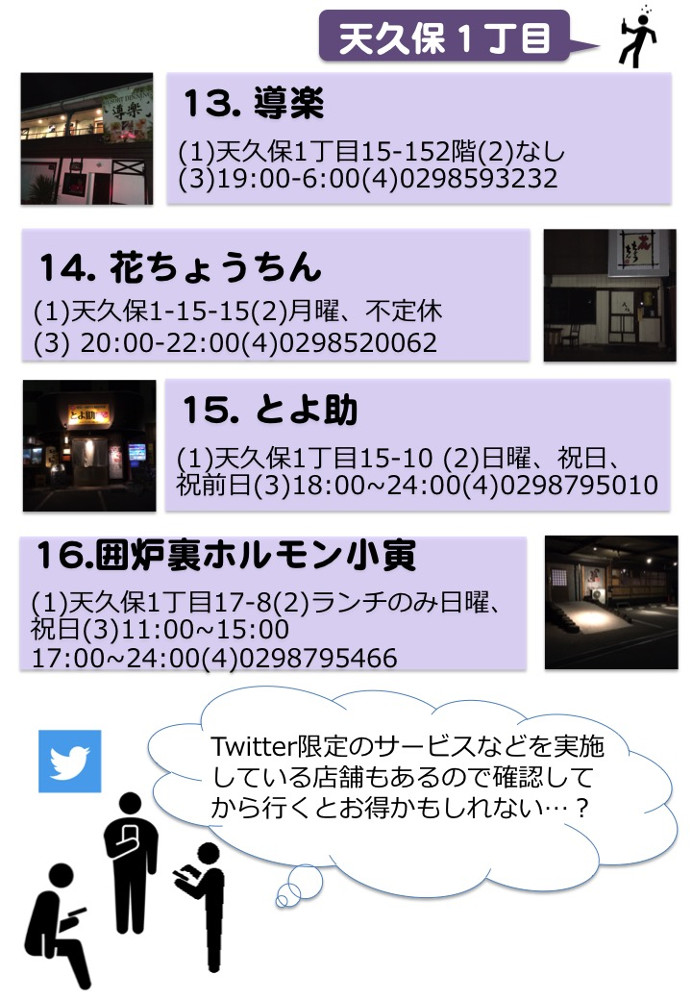 天久保１丁目
13. 導楽
(1)天久保1丁目15-152階(2)なし
(3)19:00-6:00(4)0298593232
導楽
14. 花ちょうちん
(1)天久保1-15-15(2)月曜、不定休
(3) 20:00-22:00(4)0298520062
15. とよ助
(1)天久保1丁目15-10 (2)日曜、祝日、
祝前日(3)18:00~24:00(4)0298795010
とよ助
16.囲炉裏ホルモン小寅
(1)天久保1丁目17-8(2)ランチのみ日曜、
祝日(3)11:00~15:00
17:00~24:00(4)0298795466
Twitter限定のサービスなどを実施
している店舗もあるので確認して
から行くとお得かもしれない…？